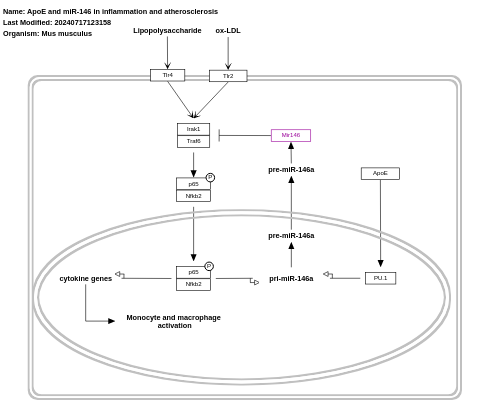 Name: ApoE and miR-146 in inflammation and atherosclerosis
Last Modified: 20240717123158
Organism: Mus musculus
Lipopolysaccharide
ox-LDL
Tlr4
Tlr2
Irak1
Traf6
Mir146
pre-miR-146a
ApoE
P
p65
Nfkb2
pre-miR-146a
P
p65
Nfkb2
cytokine genes
pri-miR-146a
PU.1
Monocyte and macrophage
activation